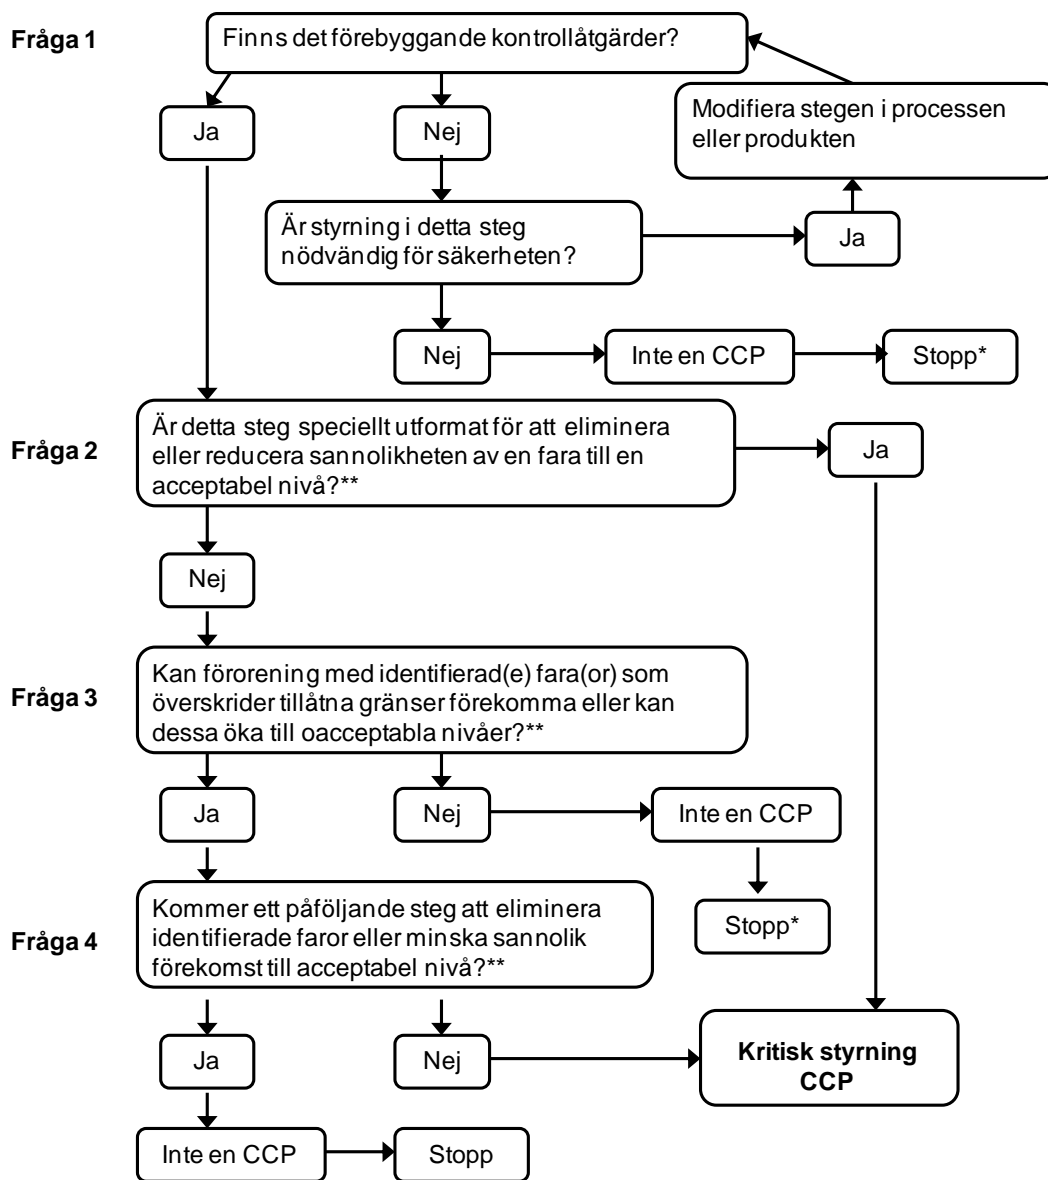 Fråga 1
Finns det förebyggande kontrollåtgärder?
Ja
Nej
Modifiera stegen i processen
eller produkten
Är styrning i detta steg
nödvändig för säkerheten?
Ja
Nej
Inte en CCP
Stopp*
Fråga 2
Är detta steg speciellt utformat för att eliminera
eller reducera sannolikheten av en fara till en
acceptabel nivå?**
Ja
Nej
Fråga 3
Kan förorening med identifierad(e) fara(or) som
överskrider tillåtna gränser förekomma eller kan
dessa öka till oacceptabla nivåer?**
Ja
Nej
Inte en CCP
Stopp*
Fråga 4
Kommer ett påföljande steg att eliminera
identifierade faror eller minska sannolik
förekomst till acceptabel nivå?**
Ja
Nej
Kritisk styrning
CCP
Inte en CCP
Stopp